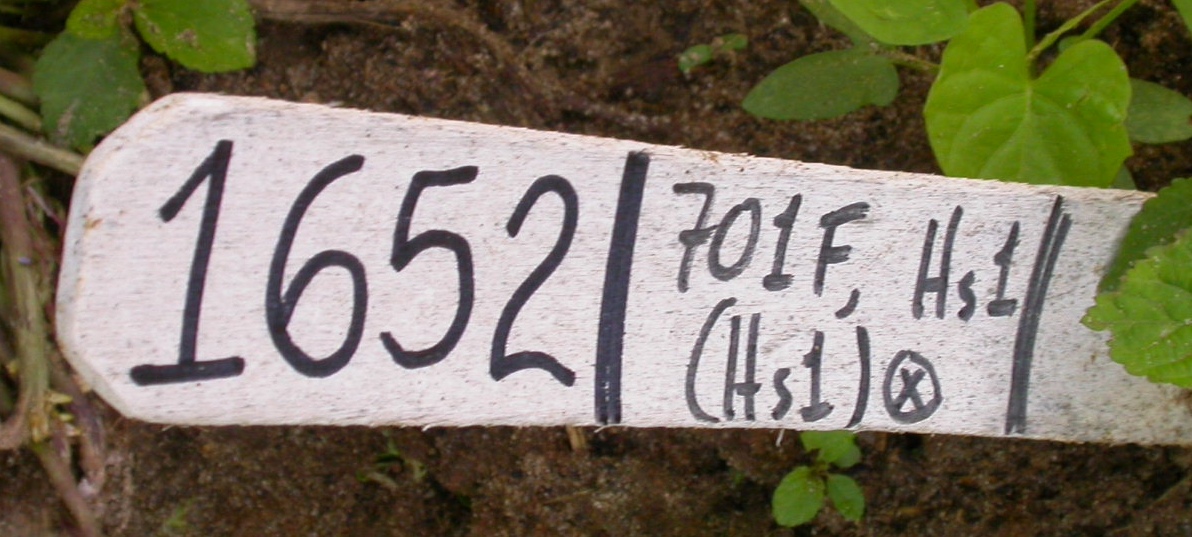 1652 701F, Hs1
(Hs1) ⓧ